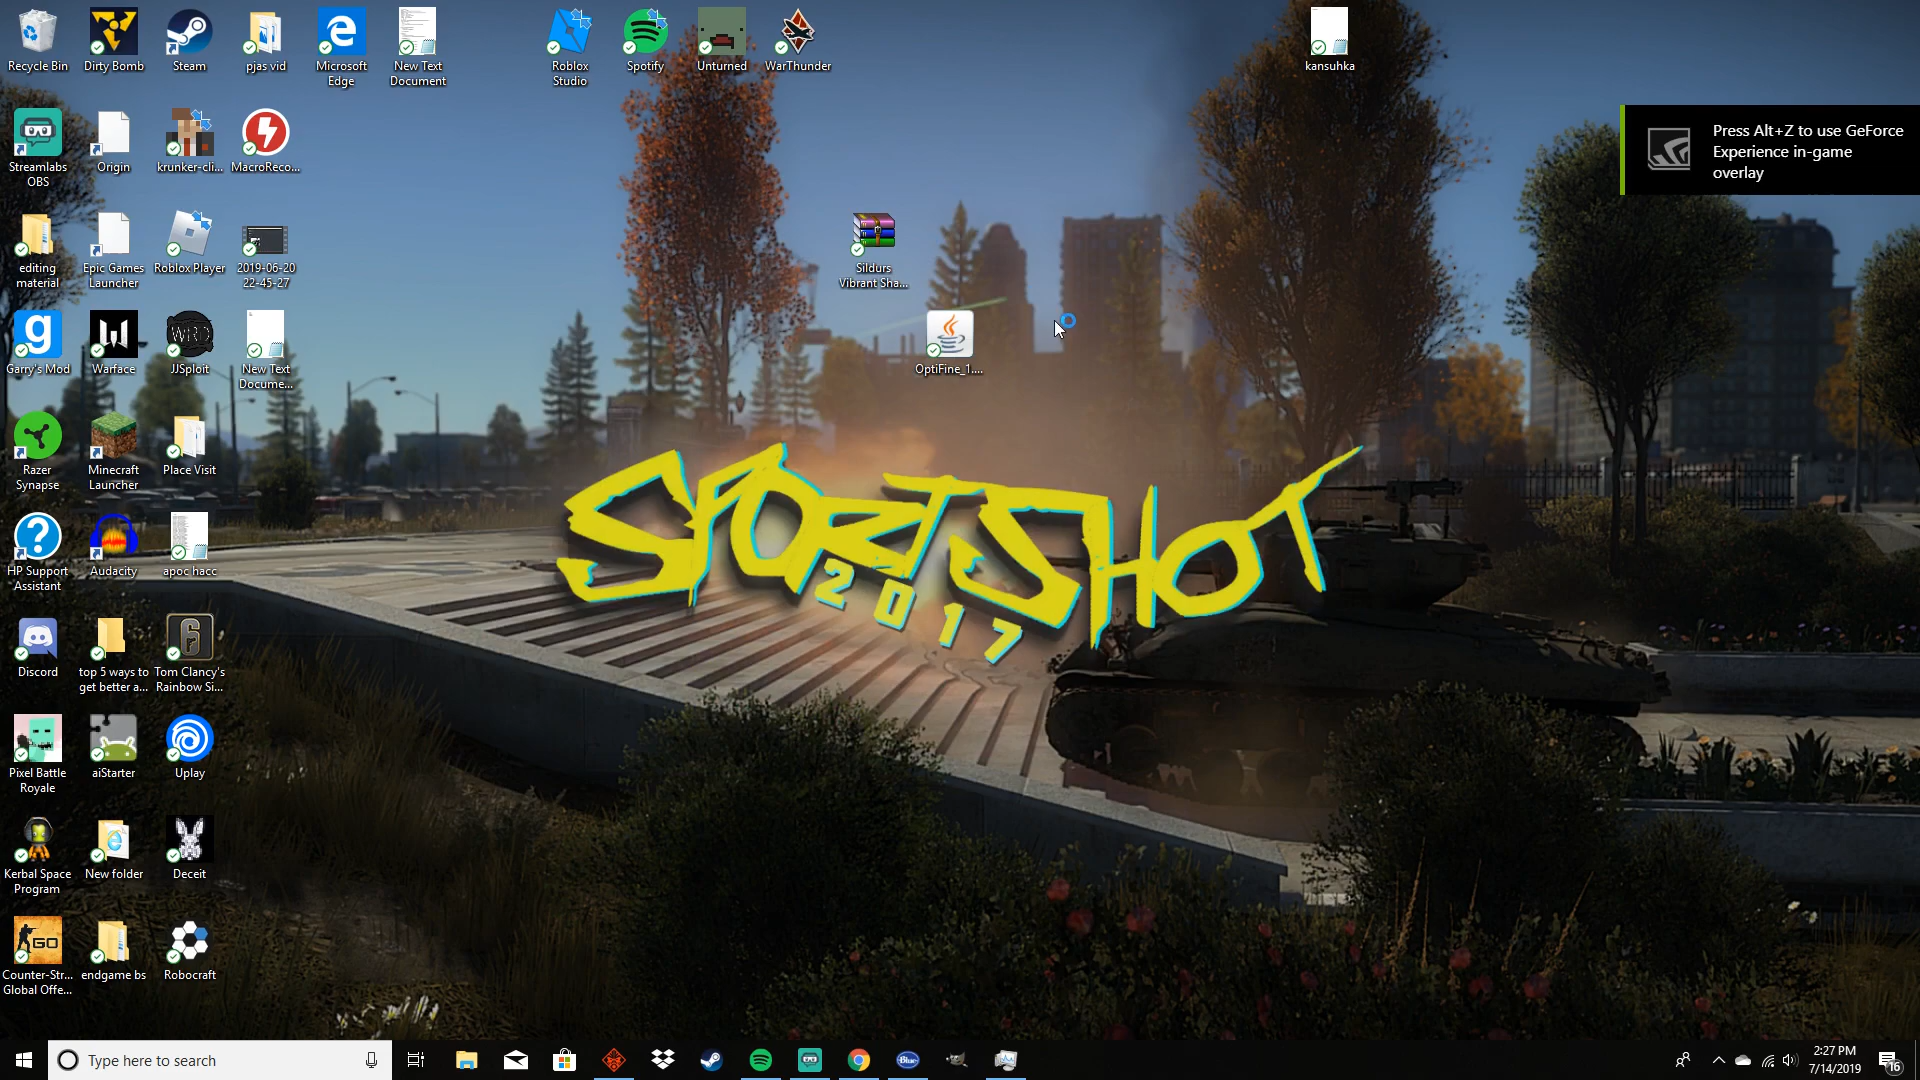 Recycle Bin
Dirty Bomb
Steam
pjas vid
Microsoft
Edge
New Text
Document
Roblox
Studio
Spotify
Unturned
WarThunder
kansuhka
Press Alt+Z to use GeForce
Experience in-game
overlay
Streamlabs
OBS
Origin
krunker-cli...
MacroReco...
editing
material
Epic Games
Launcher
Roblox Player
2019-06-20
22-45-27
Sildurs
Vibrant Sha...
Garry's Mod
Warface
WRD
JJSploit
New Text
Docume...
OptiFine_1....
Razer
Synapse
Minecraft
Launcher
Place Visit
SPORTSHOT
2017
HP Support
Assistant
Audacity
apoc hacc
Discord
top 5 ways to
get better a...
Tom Clancy's
Rainbow Si...
Pixel Battle
Royale
aiStarter
Uplay
Kerbal Space
Program
New folder
Deceit
GO
Counter-Str...
Global Offe...
endgame bs
Robocraft
Type here to search
Blue
2:27 PM
7/14/2019
16